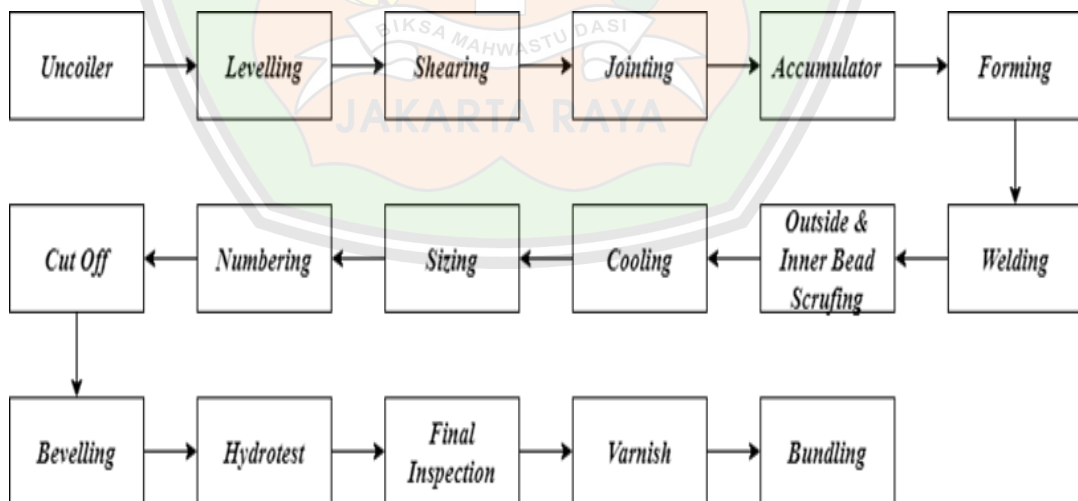 BIKSA MAHWASTU DASI
JAKARTA RAYA
Uncoiler
Levelling
Shearing
Jointing
Accumulator
Forming
Cut Off
Numbering
Sizing
Cooling
Outside &
Inner Bead
Scrufing
Welding
Bevelling
Hydrotest
Final
Inspection
Varnish
Bundling